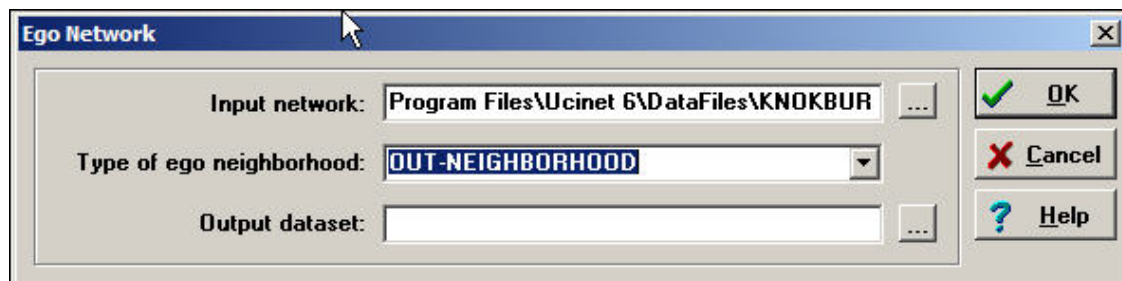 Ego Network
Input network: Program Files\Ucinet 6\DataFiles\KNOKBUR ...
OK
Type of ego neighborhood: OUT-NEIGHBORHOOD
Cancel
Output dataset: ...
Help